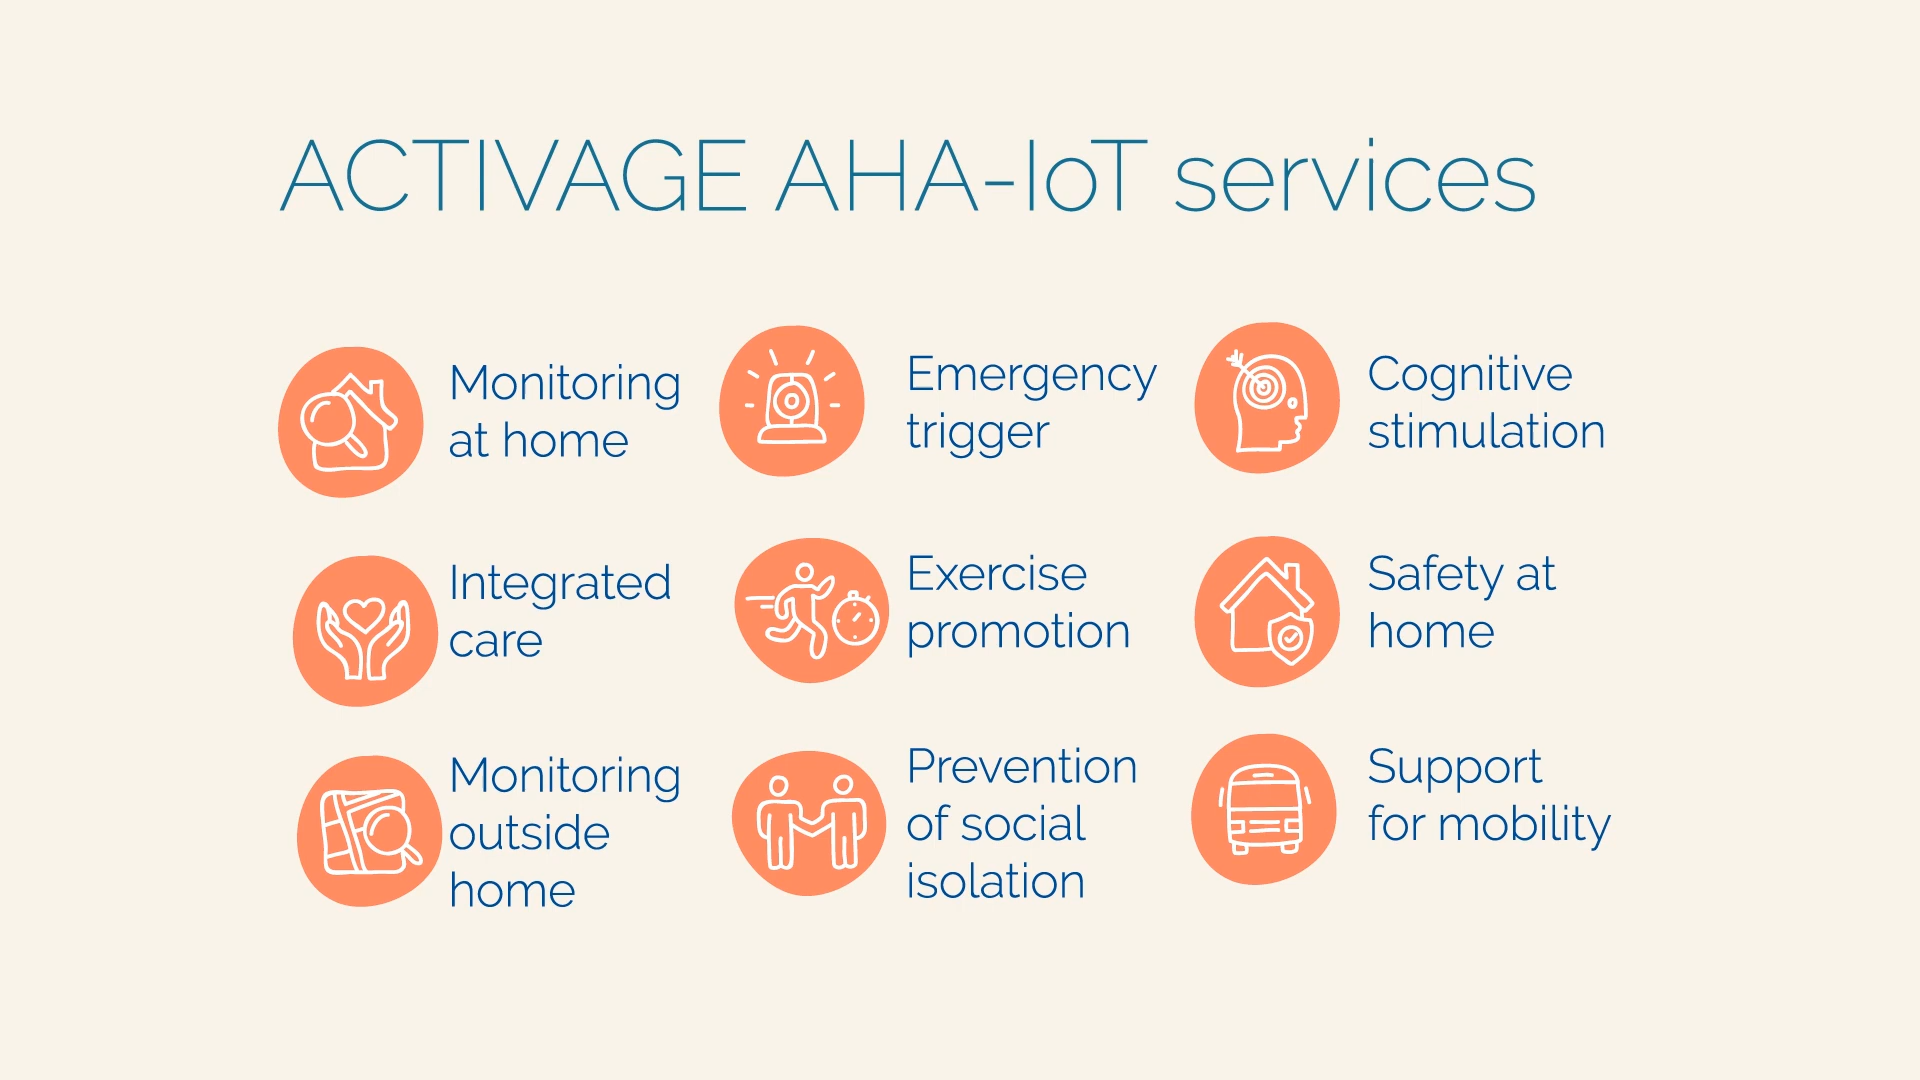 ACTIVAGE AHA-IoT services
Monitoring
at home
Emergency
trigger
Cognitive
stimulation
Integrated
care
Exercise
promotion
Safety at
home
Monitoring
outside
home
Prevention
of social
isolation
Support
for mobility